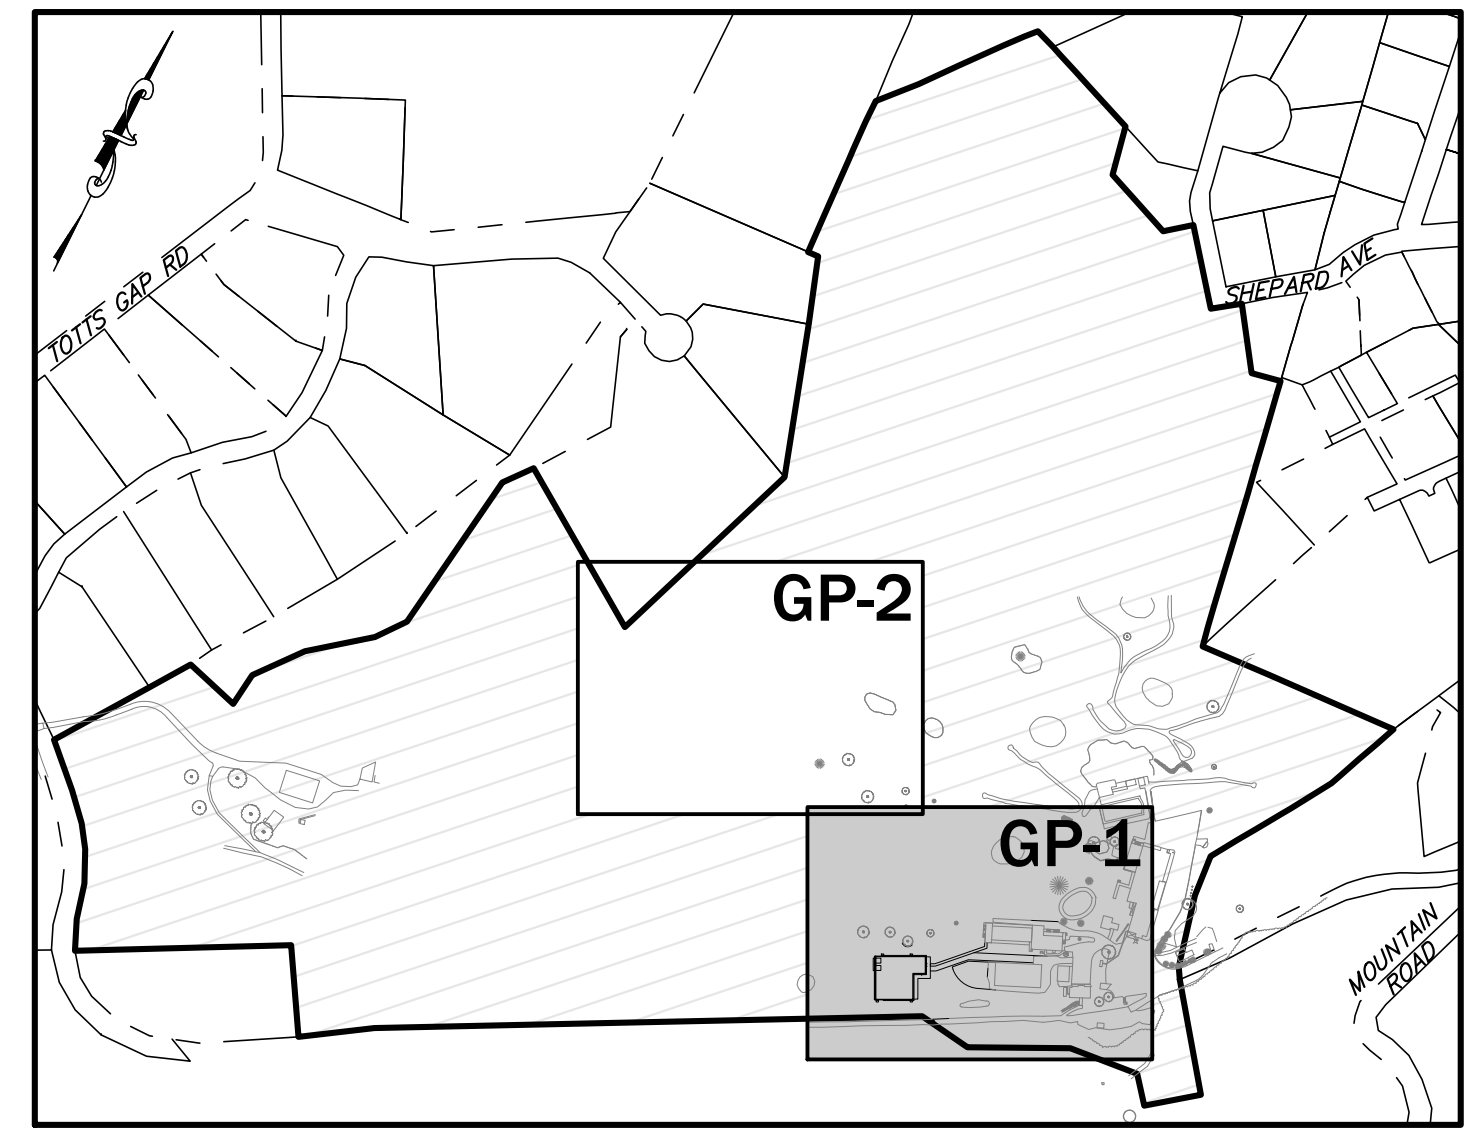 TOTTS GAP RD
SHEPARD AVE
GP-2
GP-1
MOUNTAIN
ROAD